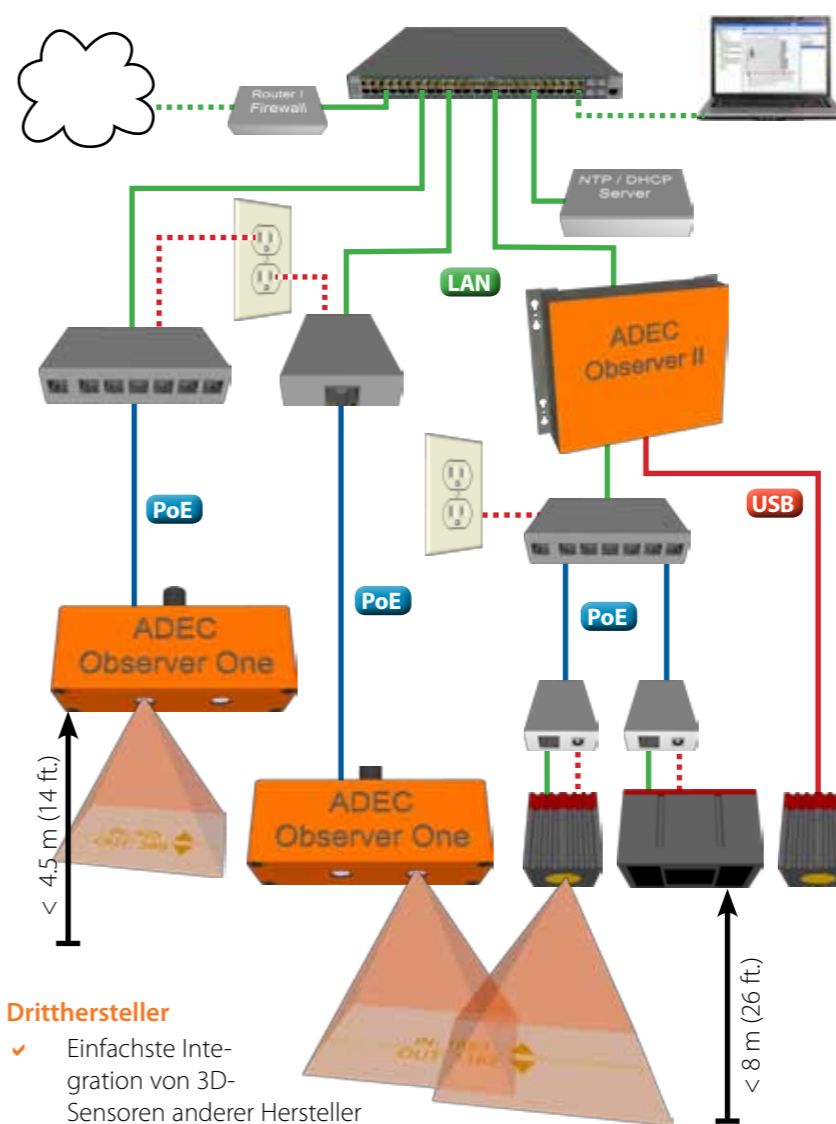 Router /
Firewall
NTP / DHCP
Server
LAN
ADEC
Observer II
PoE
USB
ADEC
Observer One
PoE
PoE
ADEC
Observer One
< 4.5 m (14 ft.)
< 8 m (26 ft.)
Dritthersteller
Einfachste Inte-
gration von 3D-
Sensoren anderer Hersteller